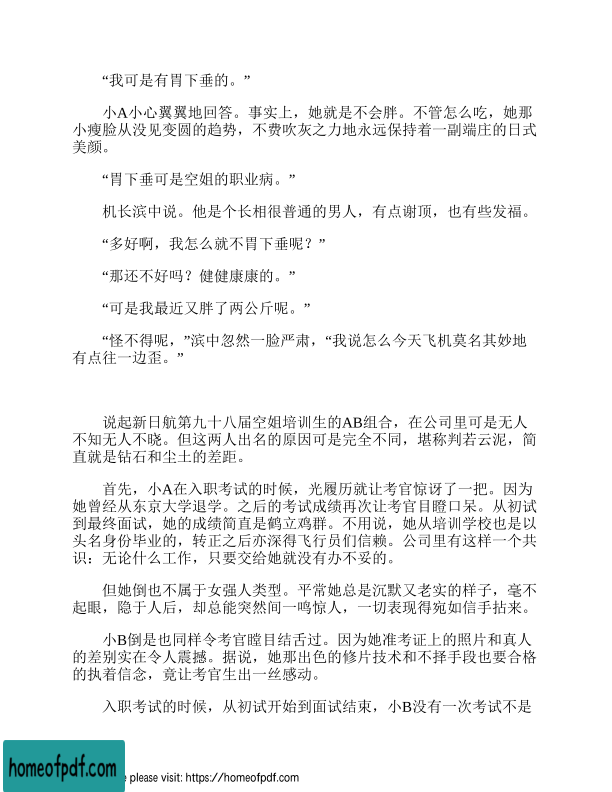 “我可是有胃下垂的。”
小A小心翼翼地回答。事实上，她就是不会胖。不管怎么吃，她那
小瘦脸从没见变圆的趋势，不费吹灰之力地永远保持着一副端庄的日式
美颜。
“胃下垂可是空姐的职业病。”
机长滨中说。他是个长相很普通的男人，有点谢顶，也有些发福。
“多好啊，我怎么就不胃下垂呢？”
“那还不好吗？健健康康的。”
“可是我最近又胖了两公斤呢。”
“怪不得呢，”滨中忽然一脸严肃，“我说怎么今天飞机莫名其妙地
有点往一边歪。”
说起新日航第九十八届空姐培训生的AB组合，在公司里可是无人
不知无人不晓。但这两人出名的原因可是完全不同，堪称判若云泥，简
直就是钻石和尘土的差距。
首先，小A在入职考试的时候，光履历就让考官惊讶了一把。因为
她曾经从东京大学退学。之后的考试成绩再次让考官目瞪口呆。从初试
到最终面试，她的成绩简直是鹤立鸡群。不用说，她从培训学校也是以
头名身份毕业的，转正之后亦深得飞行员们信赖。公司里有这样一个共
识：无论什么工作，只要交给她就没有办不妥的。
但她倒也不属于女强人类型。平常她总是沉默又老实的样子，毫不
起眼，隐于人后，却总能突然间一鸣惊人，一切表现得宛如信手拈来。
小B倒是也同样令考官瞠目结舌过。因为她准考证上的照片和真人
的差别实在令人震撼。据说，她那出色的修片技术和不择手段也要合格
的执着信念，竟让考官生出一丝感动。
入职考试的时候，从初试开始到面试结束，小B没有一次考试不是
homeofpdf.com
e please visit: https://homeofpdf.com